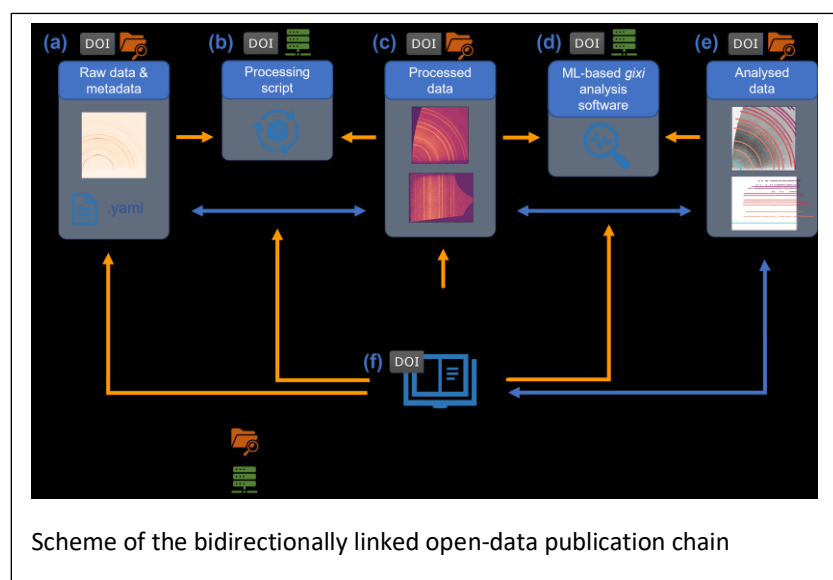 (a) DOI
Raw data &
metadata
.yaml
(b) DOI
Processing
script
(c) DOI
Processed
data
(d) DOI
ML-based gixi
analysis
software
(e) DOI
Analysed
data
(f) DOI
Scheme of the bidirectionally linked open-data publication chain